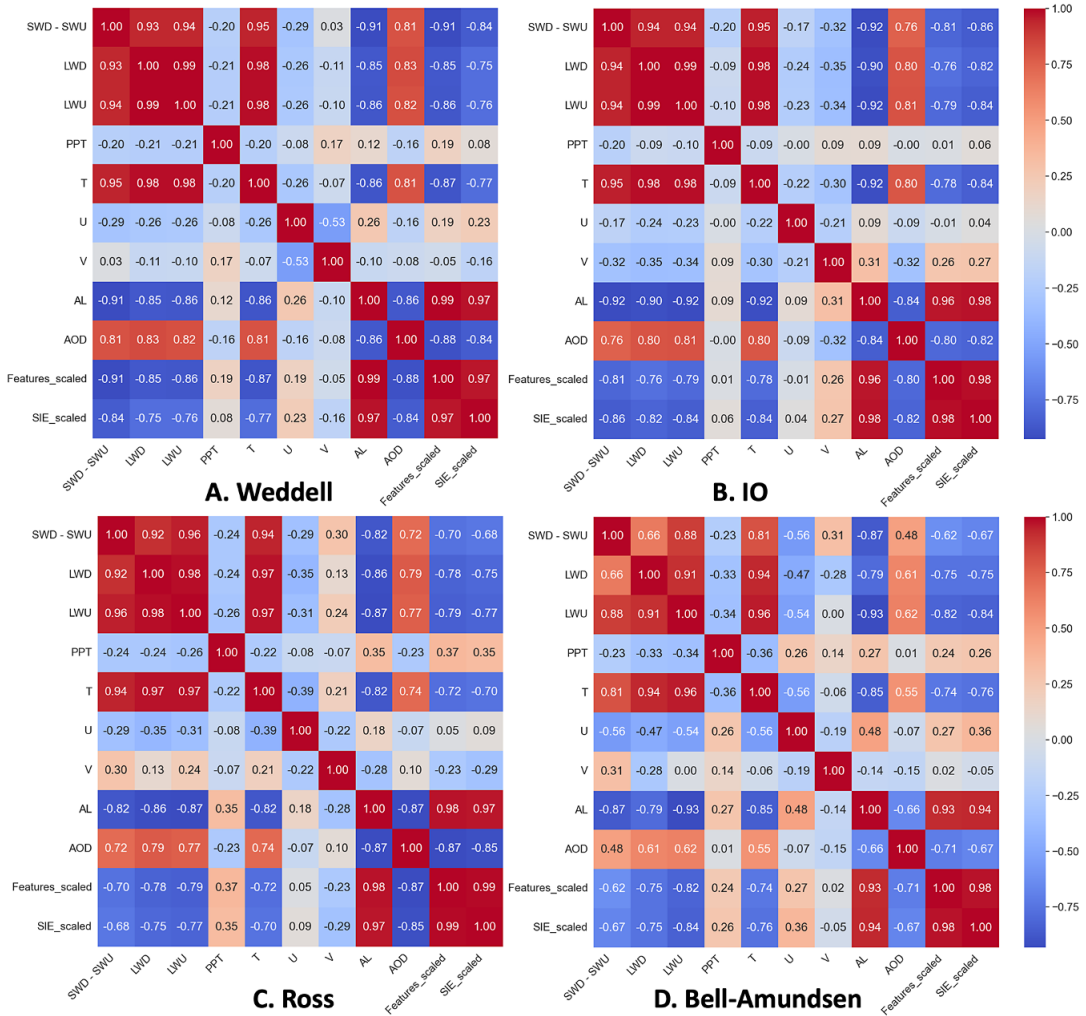 SWD - SWU 1.00 0.93 0.94 -0.20 0.95 -0.29 0.03 -0.91 0.81 -0.91 -0.84
LWD 0.93 1.00 0.99 -0.21 0.98 -0.26 -0.11 -0.85 0.83 -0.85 -0.75
LWU 0.94 0.99 1.00 -0.21 0.98 -0.26 -0.10 -0.86 0.82 -0.86 -0.76
PPT -0.20 -0.21 -0.21 1.00 -0.20 -0.08 0.17 0.12 -0.16 0.19 0.08
T 0.95 0.98 0.98 -0.20 1.00 -0.26 -0.07 -0.86 0.81 -0.87 -0.77
U -0.29 -0.26 -0.26 -0.08 -0.26 1.00 -0.53 0.26 -0.16 0.19 0.23
V 0.03 -0.11 -0.10 0.17 -0.07 -0.53 1.00 -0.10 -0.08 -0.05 -0.16
AL -0.91 -0.85 -0.86 0.12 -0.86 0.26 -0.10 1.00 -0.86 0.99 0.97
AOD 0.81 0.83 0.82 -0.16 0.81 -0.16 -0.08 -0.86 1.00 -0.88 -0.84
Features_scaled -0.91 -0.85 -0.86 0.19 -0.87 0.19 -0.05 0.99 -0.88 1.00 0.97
SIE_scaled -0.84 -0.75 -0.76 0.08 -0.77 0.23 -0.16 0.97 -0.84 0.97 1.00
SWD - SWU LWD LWU PPT T U V AL AOD Features_scaled SIE_scaled
A. Weddell
SWD - SWU 1.00 0.94 0.94 -0.20 0.95 -0.17 -0.32 -0.92 0.76 -0.81 -0.86
LWD 0.94 1.00 0.99 -0.09 0.98 -0.24 -0.35 -0.90 0.80 -0.76 -0.82
LWU 0.94 0.99 1.00 -0.10 0.98 -0.23 -0.34 -0.92 0.81 -0.79 -0.84
PPT -0.20 -0.09 -0.10 1.00 -0.09 -0.00 0.09 0.09 -0.00 0.01 0.06
T 0.95 0.98 0.98 -0.09 1.00 -0.22 -0.30 -0.92 0.80 -0.78 -0.84
U -0.17 -0.24 -0.23 -0.00 -0.22 1.00 -0.21 0.09 -0.09 -0.01 0.04
V -0.32 -0.35 -0.34 0.09 -0.30 -0.21 1.00 0.31 -0.32 0.26 0.27
AL -0.92 -0.90 -0.92 0.09 -0.92 0.09 0.31 1.00 -0.84 0.96 0.98
AOD 0.76 0.80 0.81 -0.00 0.80 -0.09 -0.32 -0.84 1.00 -0.80 -0.82
Features_scaled -0.81 -0.76 -0.79 0.01 -0.78 -0.01 0.26 0.96 -0.80 1.00 0.98
SIE_scaled -0.86 -0.82 -0.84 0.06 -0.84 0.04 0.27 0.98 -0.82 0.98 1.00
SWD - SWU LWD LWU PPT T U V AL AOD Features_scaled SIE_scaled
B. IO
1.00
0.75
0.50
0.25
0.00
-0.25
-0.50
-0.75
SWD - SWU 1.00 0.92 0.96 -0.24 0.94 -0.29 0.30 -0.82 0.72 -0.70 -0.68
LWD 0.92 1.00 0.98 -0.24 0.97 -0.35 0.13 -0.86 0.79 -0.78 -0.75
LWU 0.96 0.98 1.00 -0.26 0.97 -0.31 0.24 -0.87 0.77 -0.79 -0.77
PPT -0.24 -0.24 -0.26 1.00 -0.22 -0.08 -0.07 0.35 -0.23 0.37 0.35
T 0.94 0.97 0.97 -0.22 1.00 -0.39 0.21 -0.82 0.74 -0.72 -0.70
U -0.29 -0.35 -0.31 -0.08 -0.39 1.00 -0.22 0.18 -0.07 0.05 0.09
V 0.30 0.13 0.24 -0.07 0.21 -0.22 1.00 -0.28 0.10 -0.23 -0.29
AL -0.82 -0.86 -0.87 0.35 -0.82 0.18 -0.28 1.00 -0.87 0.98 0.97
AOD 0.72 0.79 0.77 -0.23 0.74 -0.07 0.10 -0.87 1.00 -0.87 -0.85
Features_scaled -0.70 -0.78 -0.79 0.37 -0.72 0.05 -0.23 0.98 -0.87 1.00 0.99
SIE_scaled -0.68 -0.75 -0.77 0.35 -0.70 0.09 -0.29 0.97 -0.85 0.99 1.00
SWD - SWU LWD LWU PPT T U V AL AOD Features_scaled SIE_scaled
C. Ross
SWD - SWU 1.00 0.66 0.88 -0.23 0.81 -0.56 0.31 -0.87 0.48 -0.62 -0.67
LWD 0.66 1.00 0.91 -0.33 0.94 -0.47 -0.28 -0.79 0.61 -0.75 -0.75
LWU 0.88 0.91 1.00 -0.34 0.96 -0.54 0.00 -0.93 0.62 -0.82 -0.84
PPT -0.23 -0.33 -0.34 1.00 -0.36 0.26 0.14 0.27 0.01 0.24 0.26
T 0.81 0.94 0.96 -0.36 1.00 -0.56 -0.06 -0.85 0.55 -0.74 -0.76
U -0.56 -0.47 -0.54 0.26 -0.56 1.00 -0.19 0.48 -0.07 0.27 0.36
V 0.31 -0.28 0.00 0.14 -0.06 -0.19 1.00 -0.14 -0.15 0.02 -0.05
AL -0.87 -0.79 -0.93 0.27 -0.85 0.48 -0.14 1.00 -0.66 0.93 0.94
AOD 0.48 0.61 0.62 0.01 0.55 -0.07 -0.15 -0.66 1.00 -0.71 -0.67
Features_scaled -0.62 -0.75 -0.82 0.24 -0.74 0.27 0.02 0.93 -0.71 1.00 0.98
SIE_scaled -0.67 -0.75 -0.84 0.26 -0.76 0.36 -0.05 0.94 -0.67 0.98 1.00
SWD - SWU LWD LWU PPT T U V AL AOD Features_scaled SIE_scaled
D. Bell-Amundsen
1.00
0.75
0.50
0.25
0.00
-0.25
-0.50
-0.75